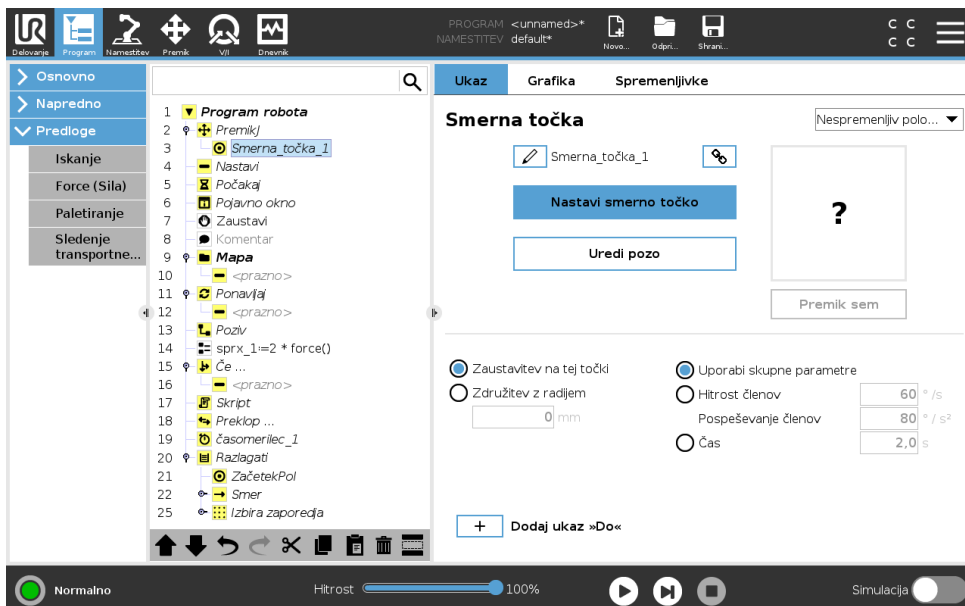 PROGRAM <unnamed>*
NAMESTITEV default*
C C
C C
Delovanje
Program
Namestitev
Premik
V/I
Dnevnik
Novo...
Odpri...
Shrani...
Osnovno
Napredno
Predloge
Iskanje
Force (Sila)
Paletiranje
Sledenje
transportne...
1 Program robota
2 PremikJ
3 Smerna_točka_1
4 Nastavi
5 Počakaj
6 Pojavno okno
7 Zaustavi
8 Komentar
9 Mapa
10 <prazno>
11 Ponavljaj
12 <prazno>
13 Poziv
14 sprx_1≔2 * force()
15 Če ...
16 <prazno>
17 Skript
18 Preklop ...
19 časomerilec_1
20 Razlagati
21 ZačetekPol
22 Smer
25 Izbira zaporedja
Ukaz
Grafika
Spremenljivke
Smerna točka
Nespremenljiv polo...
Smerna_točka_1
Nastavi smerno točko
Uredi pozo
?
Premik sem
Zaustavitev na tej točki
Združitev z radijem
0 mm
Uporabi skupne parametre
Hitrost členov 60 °/s
Pospeševanje členov 80 °/s²
Čas 2,0 s
+ Dodaj ukaz »Do«
Normalno
Hitrost 100%
Simulacija